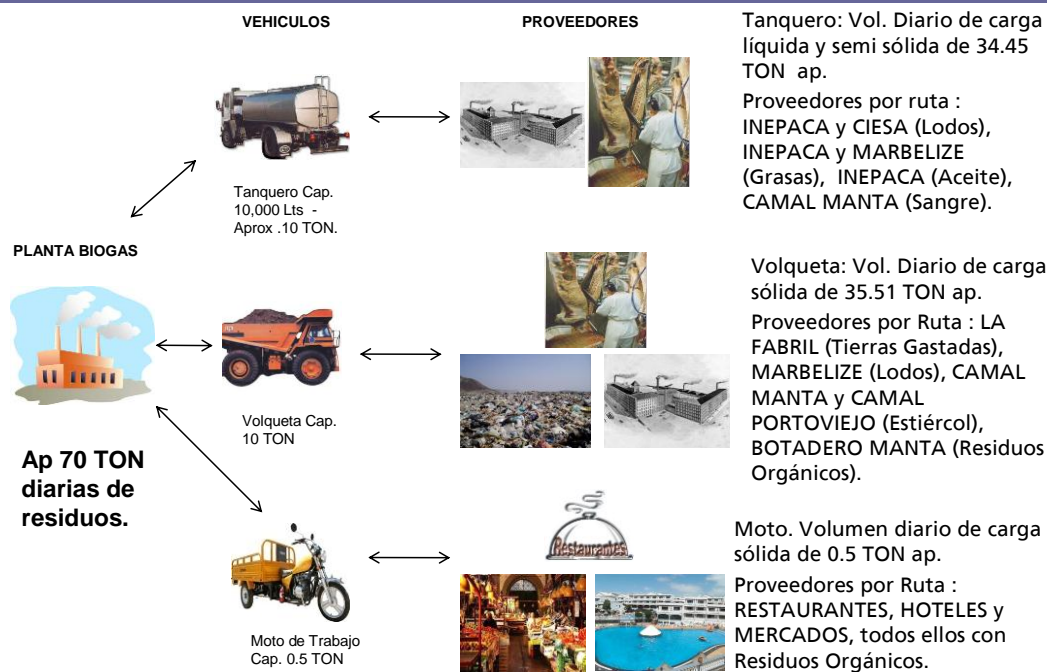 VEHICULOS
PROVEEDORES
Tanquero: Vol. Diario de carga
líquida y semi sólida de 34.45
TON  ap.
Proveedores por ruta :
INEPACA y CIESA (Lodos),
INEPACA y MARBELIZE
(Grasas),  INEPACA (Aceite),
CAMAL MANTA (Sangre).
Tanquero Cap.
10,000 Lts  -
Aprox .10 TON.
PLANTA BIOGAS
Volqueta: Vol. Diario de carga
sólida de 35.51 TON ap.
Proveedores por Ruta : LA
FABRIL (Tierras Gastadas),
MARBELIZE (Lodos), CAMAL
MANTA y CAMAL
PORTOVIEJO (Estiércol),
BOTADERO MANTA (Residuos
Orgánicos).
Volqueta Cap.
10 TON
Ap 70 TON
diarias de
residuos.
Restaurantes
Moto. Volumen diario de carga
sólida de 0.5 TON ap.
Proveedores por Ruta :
RESTAURANTES, HOTELES y
MERCADOS, todos ellos con
Residuos Orgánicos.
Moto de Trabajo
Cap. 0.5 TON